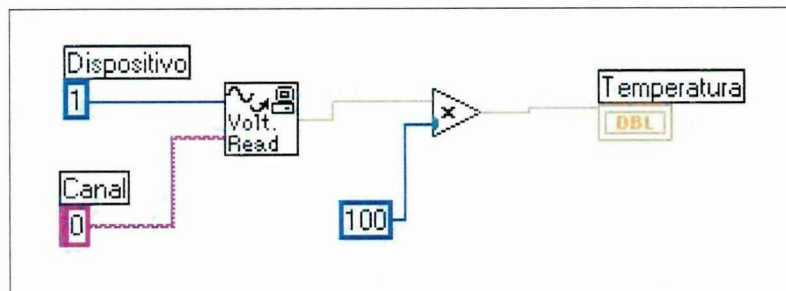 Dispositivo
1
Volt.
Read
x
Temperatura
DBL
Canal
0
100